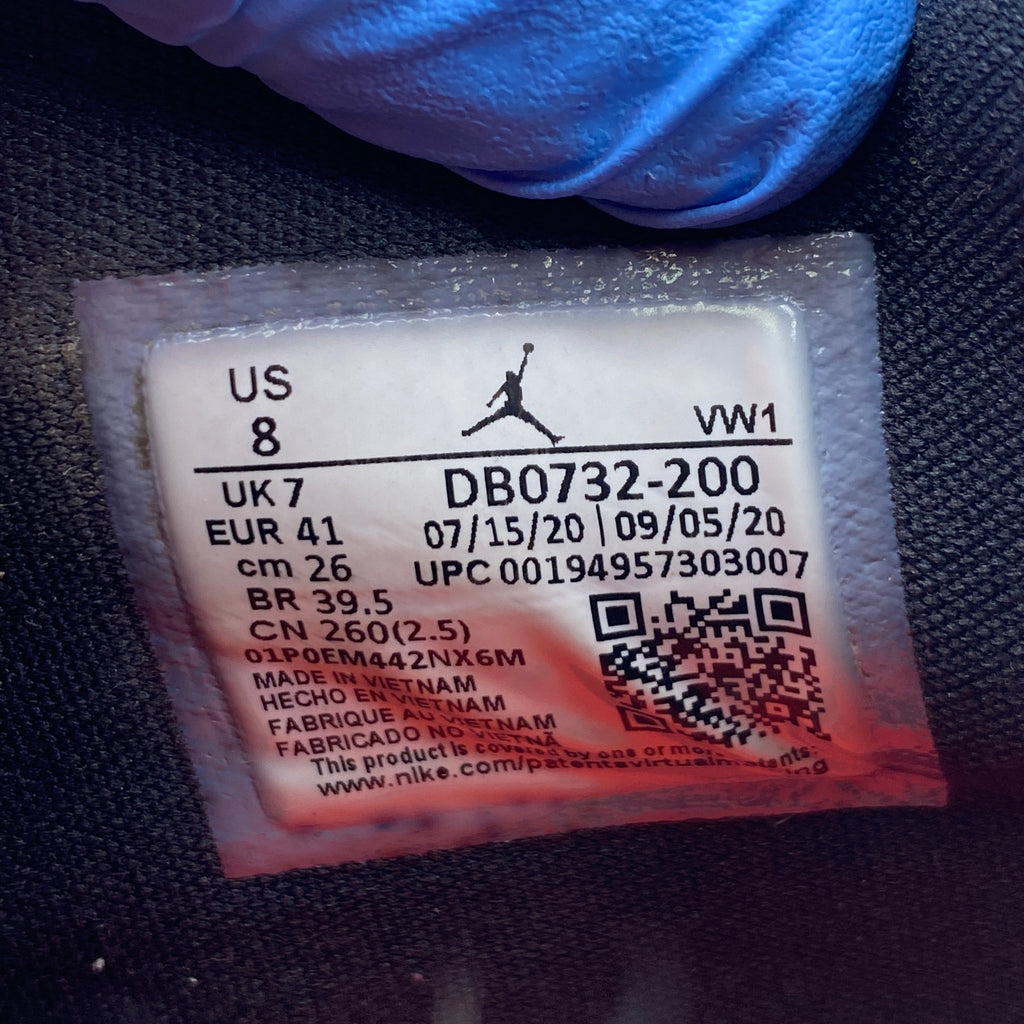 US
8
VW1
UK 7
EUR 41
cm 26
BR 39.5
CN 260(2.5)
DB0732-200
07/15/20 | 09/05/20
UPC 00194957303007
01P0EM442NX6M
MADE IN VIETNAM
HECHO EN VIETNAM
FABRIQUE AU VIETNAM
FABRICADO NO VIETNÃ
This product is covered by one or more
www.nike.com/patents